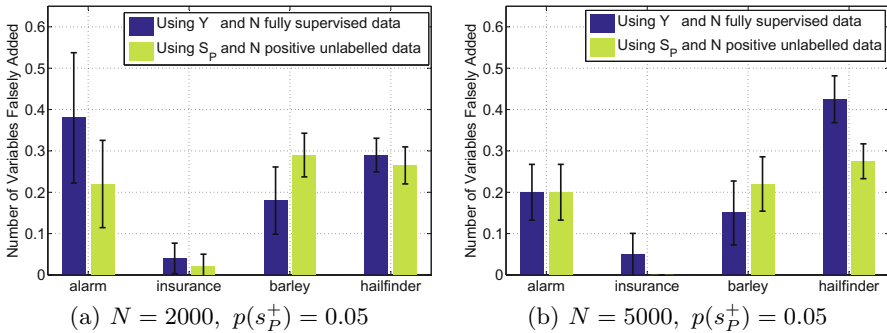 Number of Variables Falsely Added
0.6
0.5
0.4
0.3
0.2
0.1
0
Using Y and N fully supervised data
Using S_P and N positive unlabelled data
alarm insurance barley hailfinder
(a) N = 2000, p(s_P^+) = 0.05
Number of Variables Falsely Added
0.6
0.5
0.4
0.3
0.2
0.1
0
Using Y and N fully supervised data
Using S_P and N positive unlabelled data
alarm insurance barley hailfinder
(b) N = 5000, p(s_P^+) = 0.05